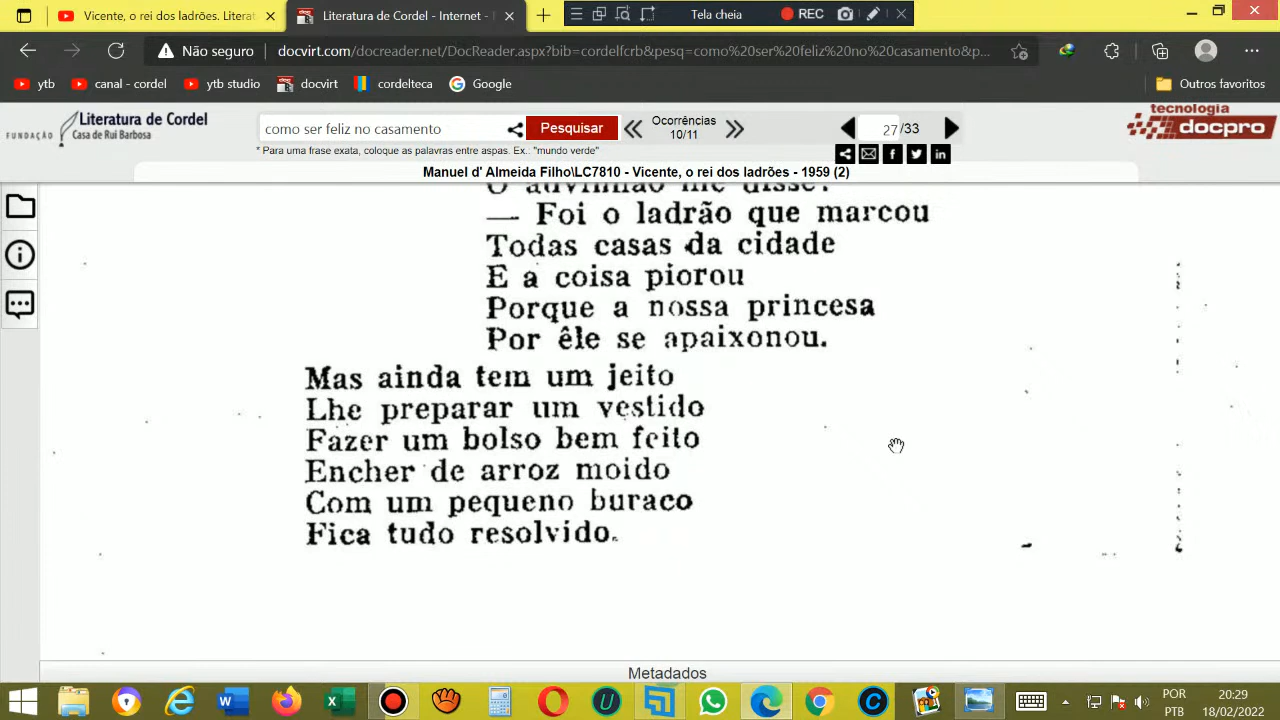 Vicente, o rei dos ladrões. Literat
Literatura de Cordel - Internet -
Tela cheia
REC
Não seguro
docvirt.com/docreader.net/DocReader.aspx?bib=cordelfcrb&pesq=como%20ser%20feliz%20no%20casamento&p...
ytb
canal - cordel
ytb studio
docvirt
cordelteca
Google
Outros favoritos
FUNDAÇÃO
Literatura de Cordel
Casa de Rui Barbosa
como ser feliz no casamento
Pesquisar
Ocorrências
10/11
27/33
tecnologia
docpro
* Para uma frase exata, coloque as palavras entre aspas. Ex.: "mundo verde"
Manuel d' Almeida Filho\LC7810 - Vicente, o rei dos ladrões - 1959 (2)
O adivinhão lhe disse:
— Foi o ladrão que marcou
Todas casas da cidade
E a coisa piorou
Porque a nossa princesa
Por êle se apaixonou.
Mas ainda tem um jeito
Lhe preparar um vestido
Fazer um bolso bem feito
Encher de arroz moido
Com um pequeno buraco
Fica tudo resolvido.
Metadados
POR
PTB
20:29
18/02/2022